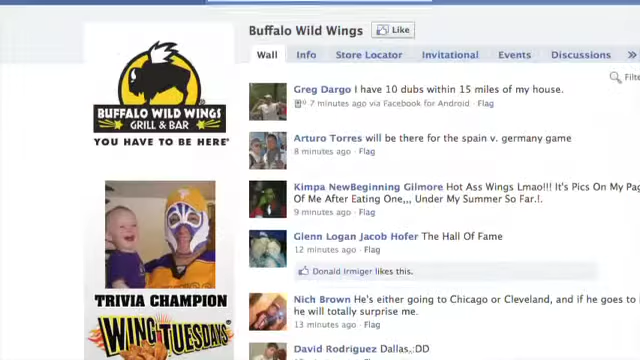 Buffalo Wild Wings
Like
Wall Info Store Locator Invitational Events Discussions »
BUFFALO WILD WINGS
GRILL & BAR
YOU HAVE TO BE HERE®
Filte
Greg Dargo I have 10 dubs within 15 miles of my house.
7 minutes ago via Facebook for Android · Flag
Arturo Torres will be there for the spain v. germany game
8 minutes ago · Flag
Kimpa NewBeginning Gilmore Hot Ass Wings Lmao!!! It's Pics On My Pag
Of Me After Eating One,,, Under My Summer So Far.!.
9 minutes ago · Flag
Glenn Logan Jacob Hofer The Hall Of Fame
12 minutes ago · Flag
Donald Irmiger likes this.
TRIVIA CHAMPION
WING TUESDAYS
Nich Brown He's either going to Chicago or Cleveland, and if he goes to
he will totally surprise me.
13 minutes ago · Flag
David Rodriguez Dallas,:DD